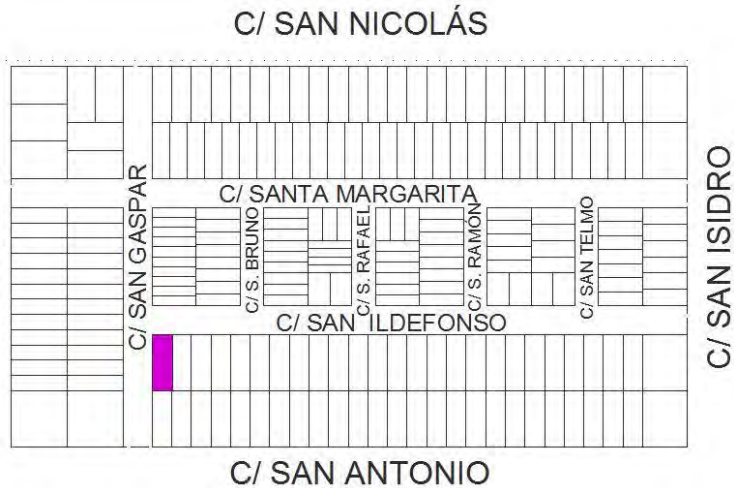 C/ SAN NICOLÁS
C/ SAN GASPAR
C/ SANTA MARGARITA
C/ S. BRUNO
C/ S. RAFAEL
C/ S. RAMÓN
C/ SAN TELMO
C/ SAN ISIDRO
C/ SAN ILDEFONSO
C/ SAN ANTONIO